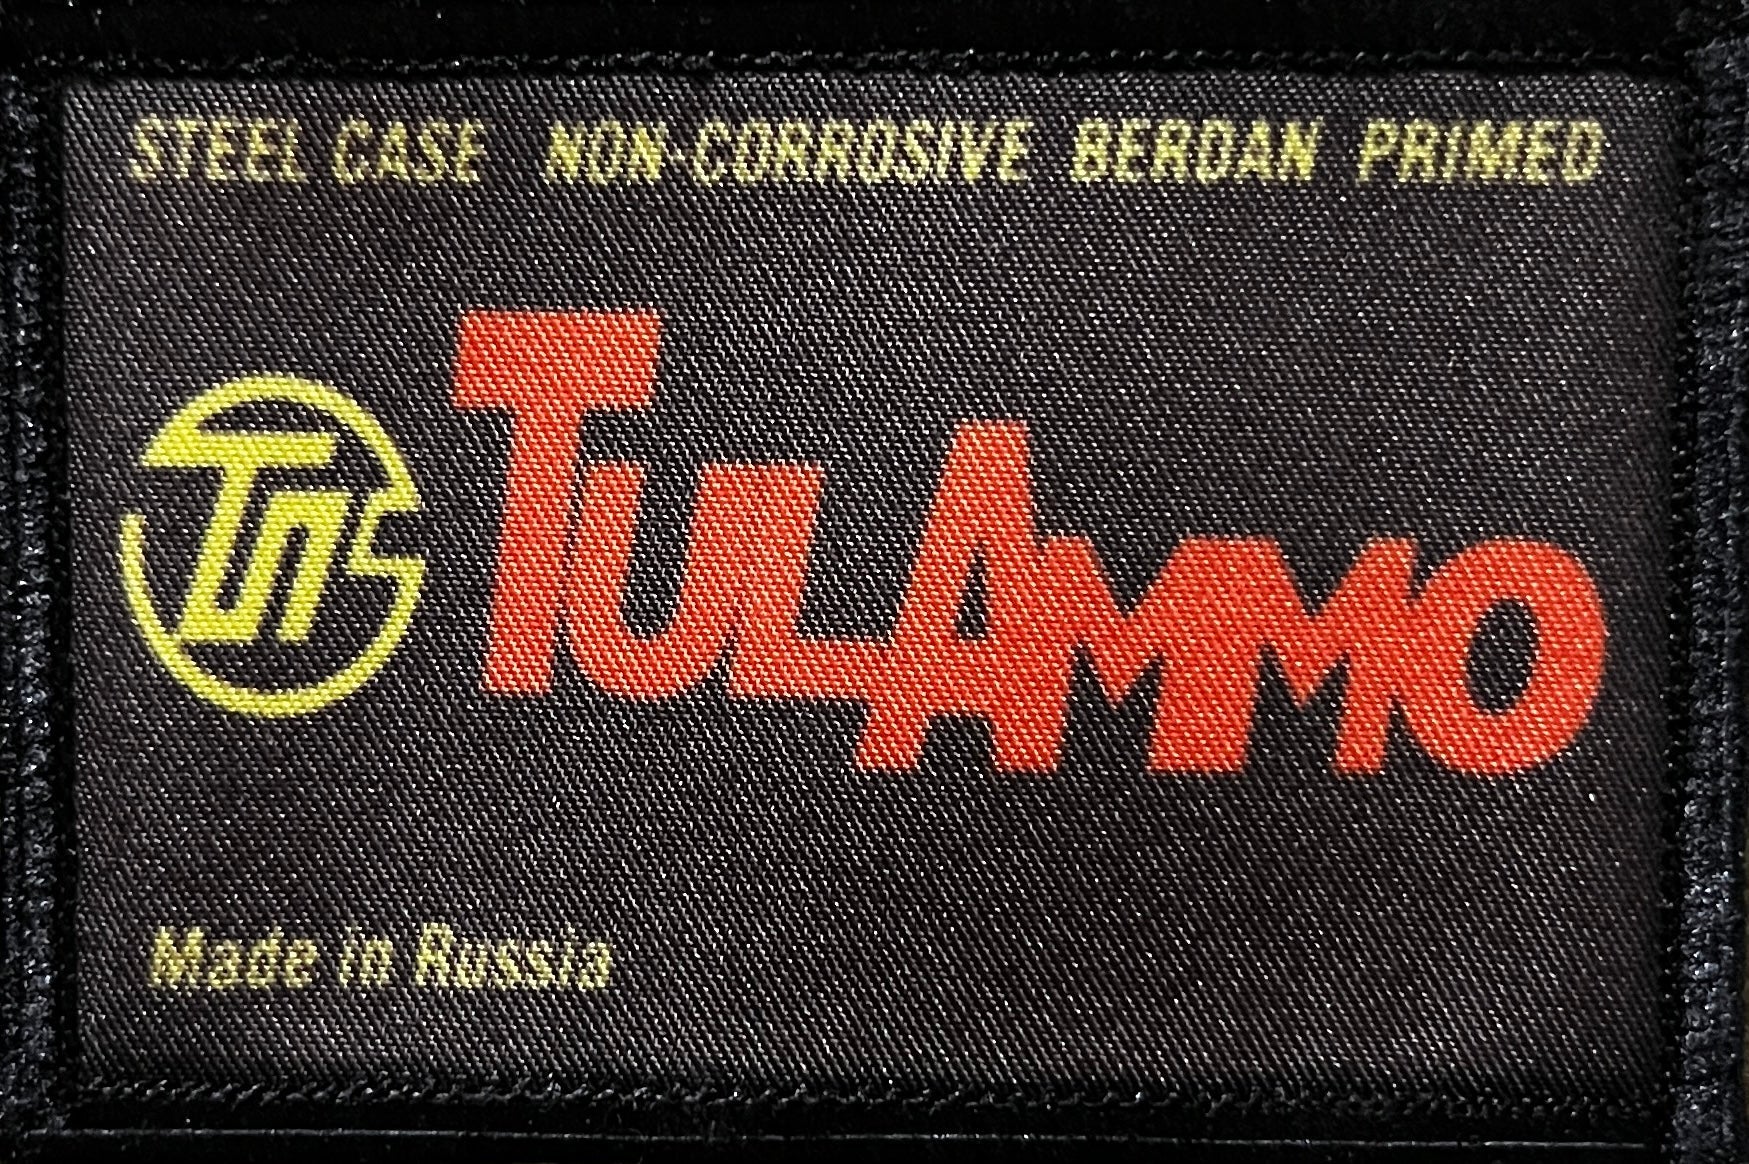 STEEL CASE NON-CORROSIVE BERDAN PRIMED
TULAMMO
Made in Russia